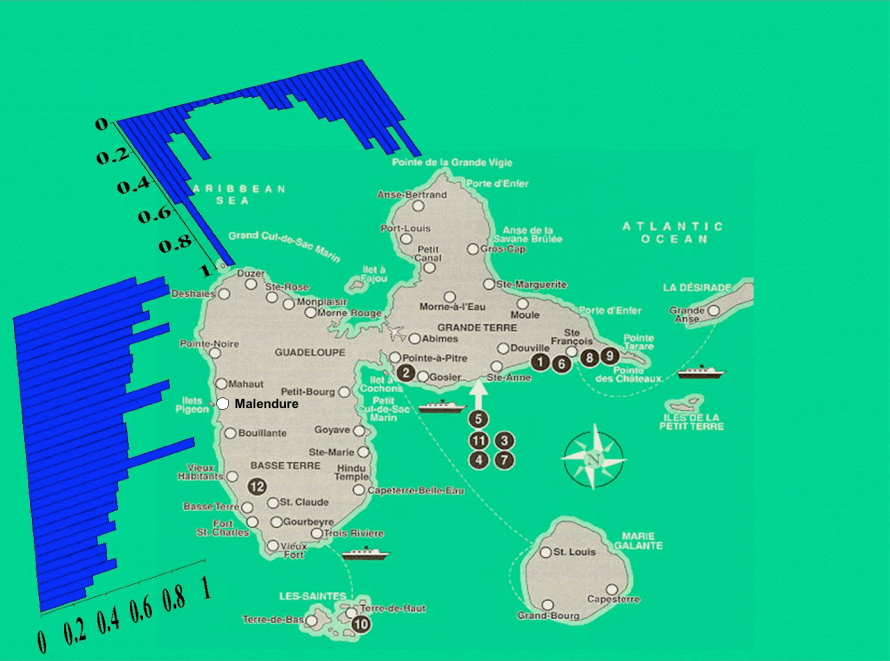 0
0.2
0.4
0.6
0.8
1
Pointe de la Grande Vigie
Porte d'Enfer
Anse-Bertrand
ARIBBEAN
SEA
Port-Louis
Anse de la
Savane Brûlée
ATLANTIC
OCEAN
Grand Cul-de-Sac Marin
Petit
Canal
Gros-Cap
Duzer
Ilet à
Fajou
Ste-Marguerite
LA DÉSIRADE
Deshaies
Ste-Rose
Monplaisir
Morne Rouge
Morne-à-l'Eau
Moule
Porte d'Enfer
Grande
Anse
GRANDE TERRE
Abimes
Ste
François
Pointe
Tarare
Pointe-Noire
GUADELOUPE
Pointe-à-Pitre
Douville
1
6
8
9
2
Gosier
Ste-Anne
Pointe
des Châteaux
Mahaut
Petit-Bourg
Ilet à
Cochons
Ilets
Pigeon
Malendure
Petit
Cul-de-Sac
Marin
ILES DE LA
PETIT TERRE
5
Bouillante
Goyave
11
3
4
7
Ste-Marie
N
BASSE TERRE
Hindu
Temple
Vieux
Habitants
12
Capeterre-Belle-Eau
Basse Terre
St. Claude
Fort
St. Charles
Gourbeyre
Trois Riviere
Vieux
Fort
MARIE
GALANTE
St. Louis
LES-SAINTES
Capesterre
Terre-de-Haut
Terre-de-Bas
10
Grand-Bourg
0
0.2
0.4
0.6
0.8
1